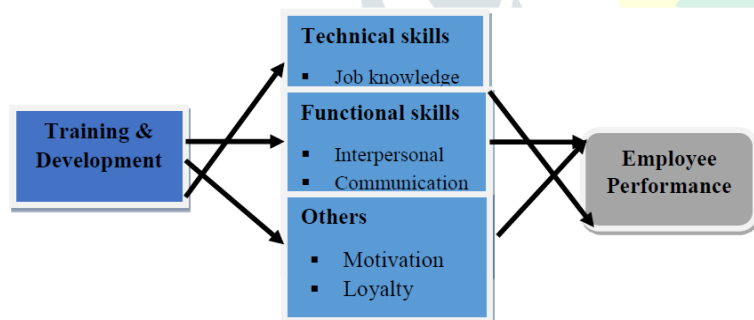 Training &
Development
Technical skills
▪ Job knowledge
Functional skills
▪ Interpersonal
▪ Communication
Others
▪ Motivation
▪ Loyalty
Employee
Performance